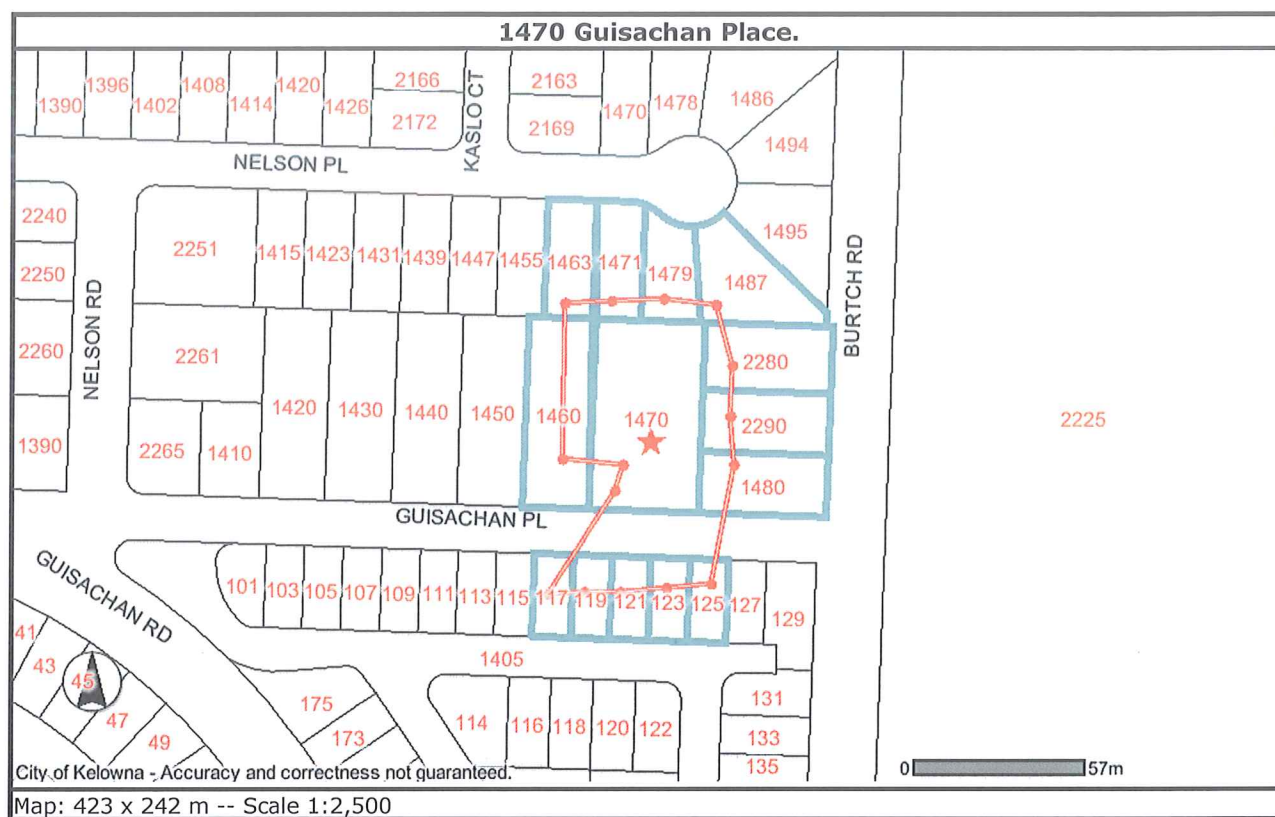 1470 Guisachan Place.
1396 1408 1420 2166 2163 1478 1486
1390 1402 1414 1426 2172 KASLO CT 2169 1470 1494
NELSON PL
2240
2251 1415 1423 1431 1439 1447 1455 1463 1471 1479 1487 1495
2250
NELSON RD
BURTCH RD
2260 2261 2280
1420 1430 1440 1450 1460 1470 2290 2225
1390 2265 1410 1480
GUISACHAN PL
GUISACHAN RD
101 103 105 107 109 111 113 115 117 119 121 123 125 127 129
41
43 1405
45 175 131
47 114 116 118 120 122
49 173 133
135
City of Kelowna - Accuracy and correctness not guaranteed.
0 57m
Map: 423 x 242 m -- Scale 1:2,500